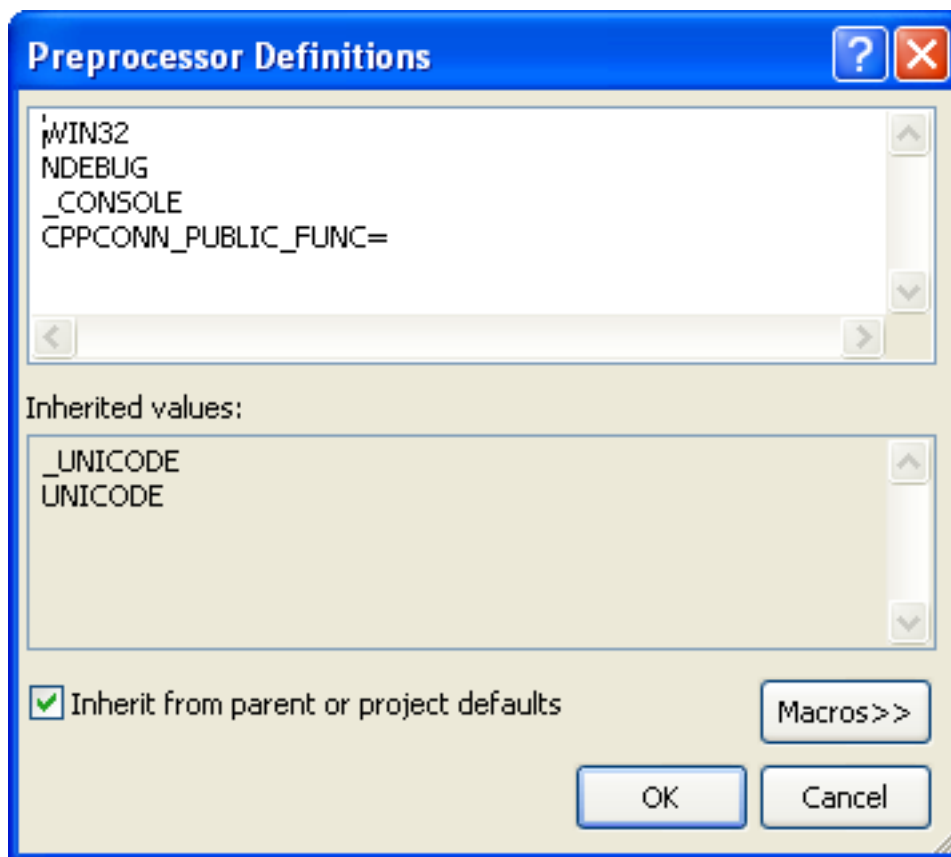 Preprocessor Definitions
WIN32
NDEBUG
_CONSOLE
CPPCONN_PUBLIC_FUNC=
Inherited values:
_UNICODE
UNICODE
Inherit from parent or project defaults
Macros>>
OK
Cancel